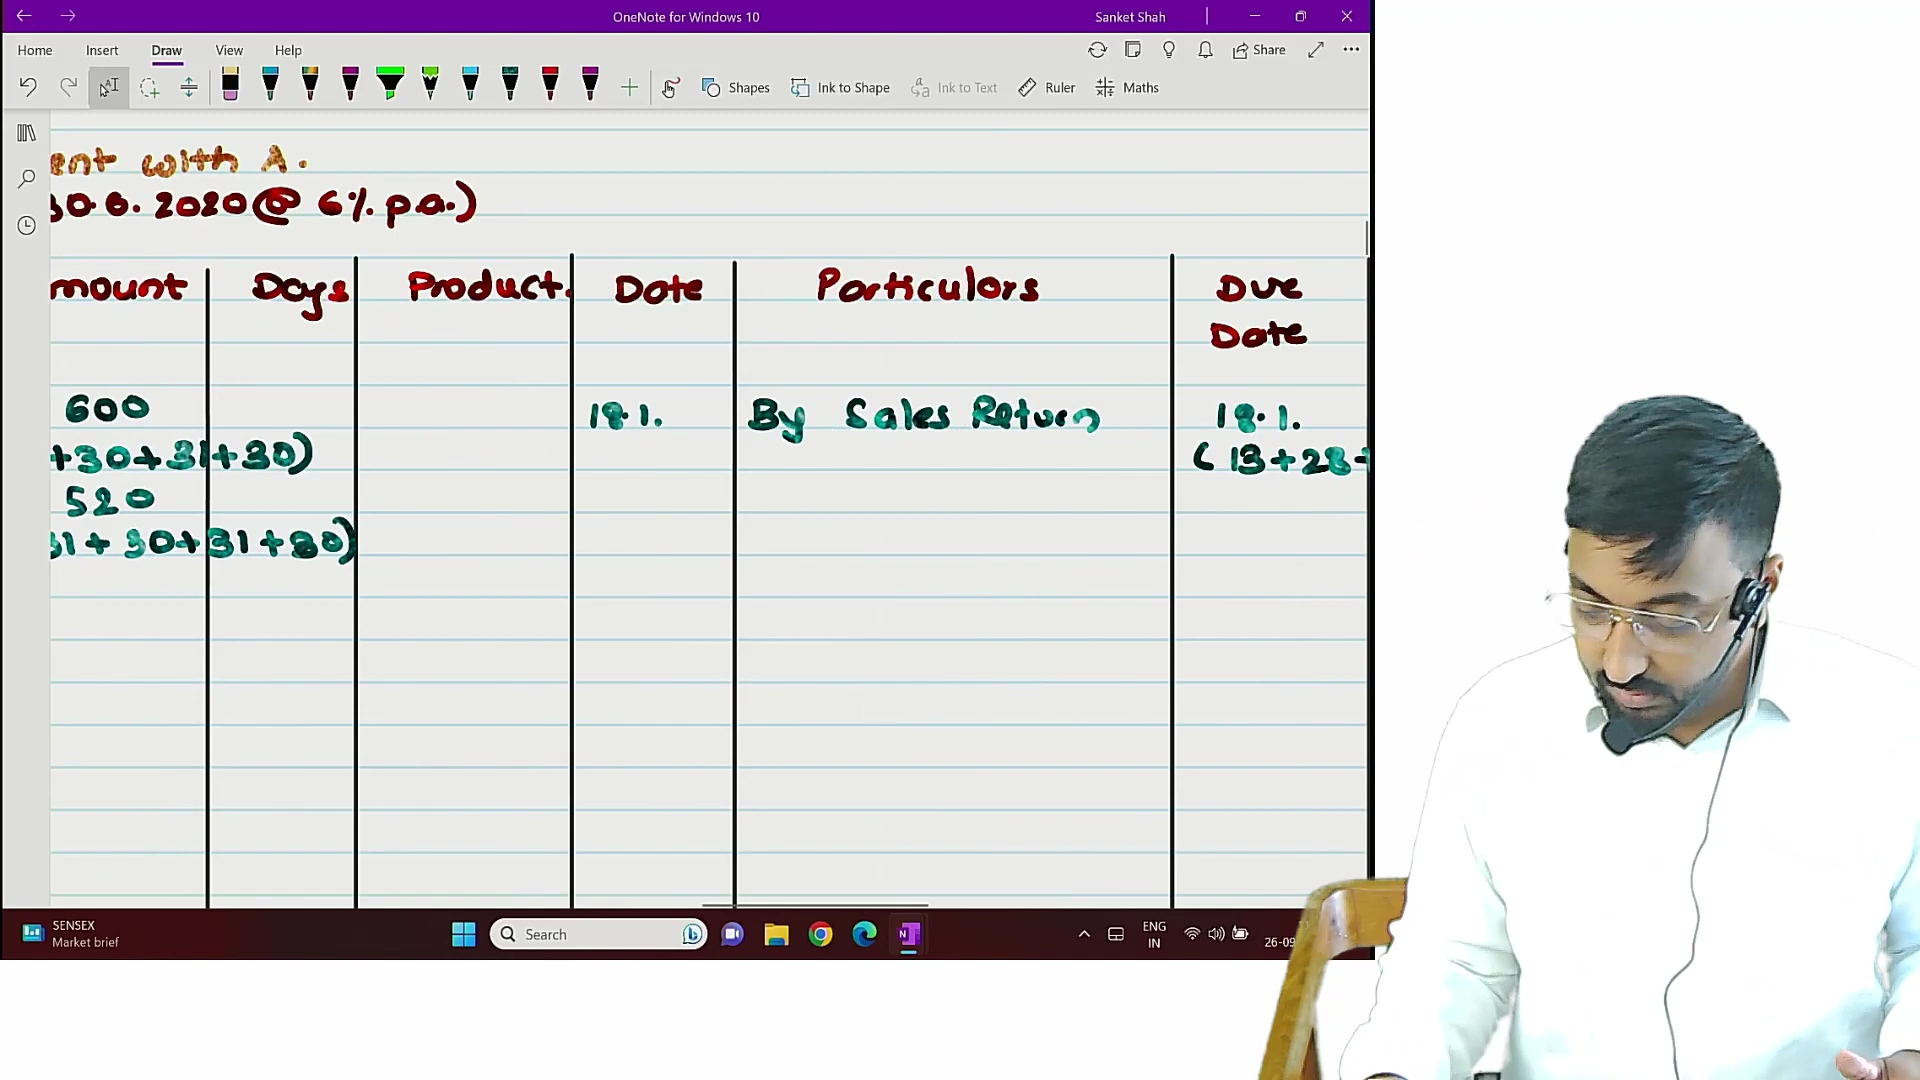 OneNote for Windows 10
Sanket Shah
Home Insert Draw View Help
Share
Shapes Ink to Shape Ink to Text Ruler Maths
ent with A.
30.6.2020 @ 6% p.a.)
mount Days Product. Date Particulars Due
Date
600 18.1. By Sales Return 18.1.
+30+31+30) (13+28+
520
31+30+31+30)
SENSEX
Market brief
Search
ENG
IN
26-09